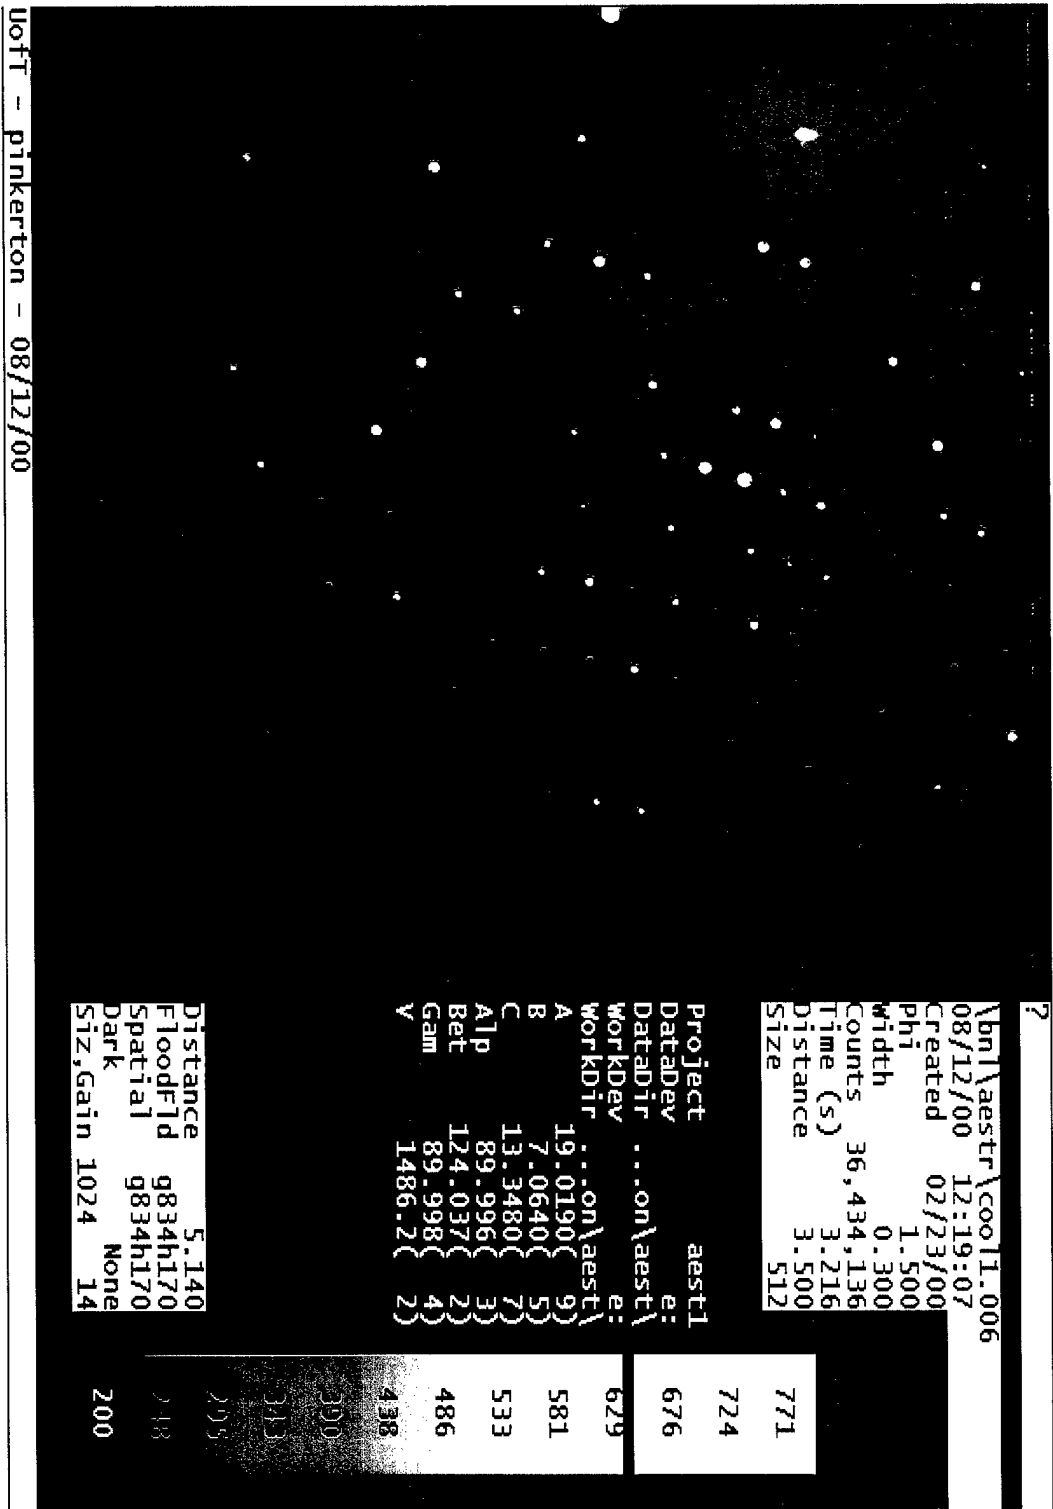 ?
\bnl\aestr\cool1.006
08/12/00 12:19:07
Created 02/23/00
Phi 1.500
Width 0.300
Counts 36,434,136
Time (s) 3.216
Distance 3.500
Size 512
Project aest1
DataDev e:
DataDir ...on\aest\
WorkDev e:
WorkDir ...on\aest\
A 19.0190( 9)
B 7.0640( 5)
C 13.3480( 7)
Alp 89.996( 3)
Bet 124.037( 2)
Gam 89.998( 4)
V 1486.2( 2)
Distance 5.140
FloodFld g834h170
Spatial g834h170
Dark None
Siz,Gain 1024 14
771
724
676
629
581
533
486
438
390
343
295
248
200
UofT - pinkerton - 08/12/00